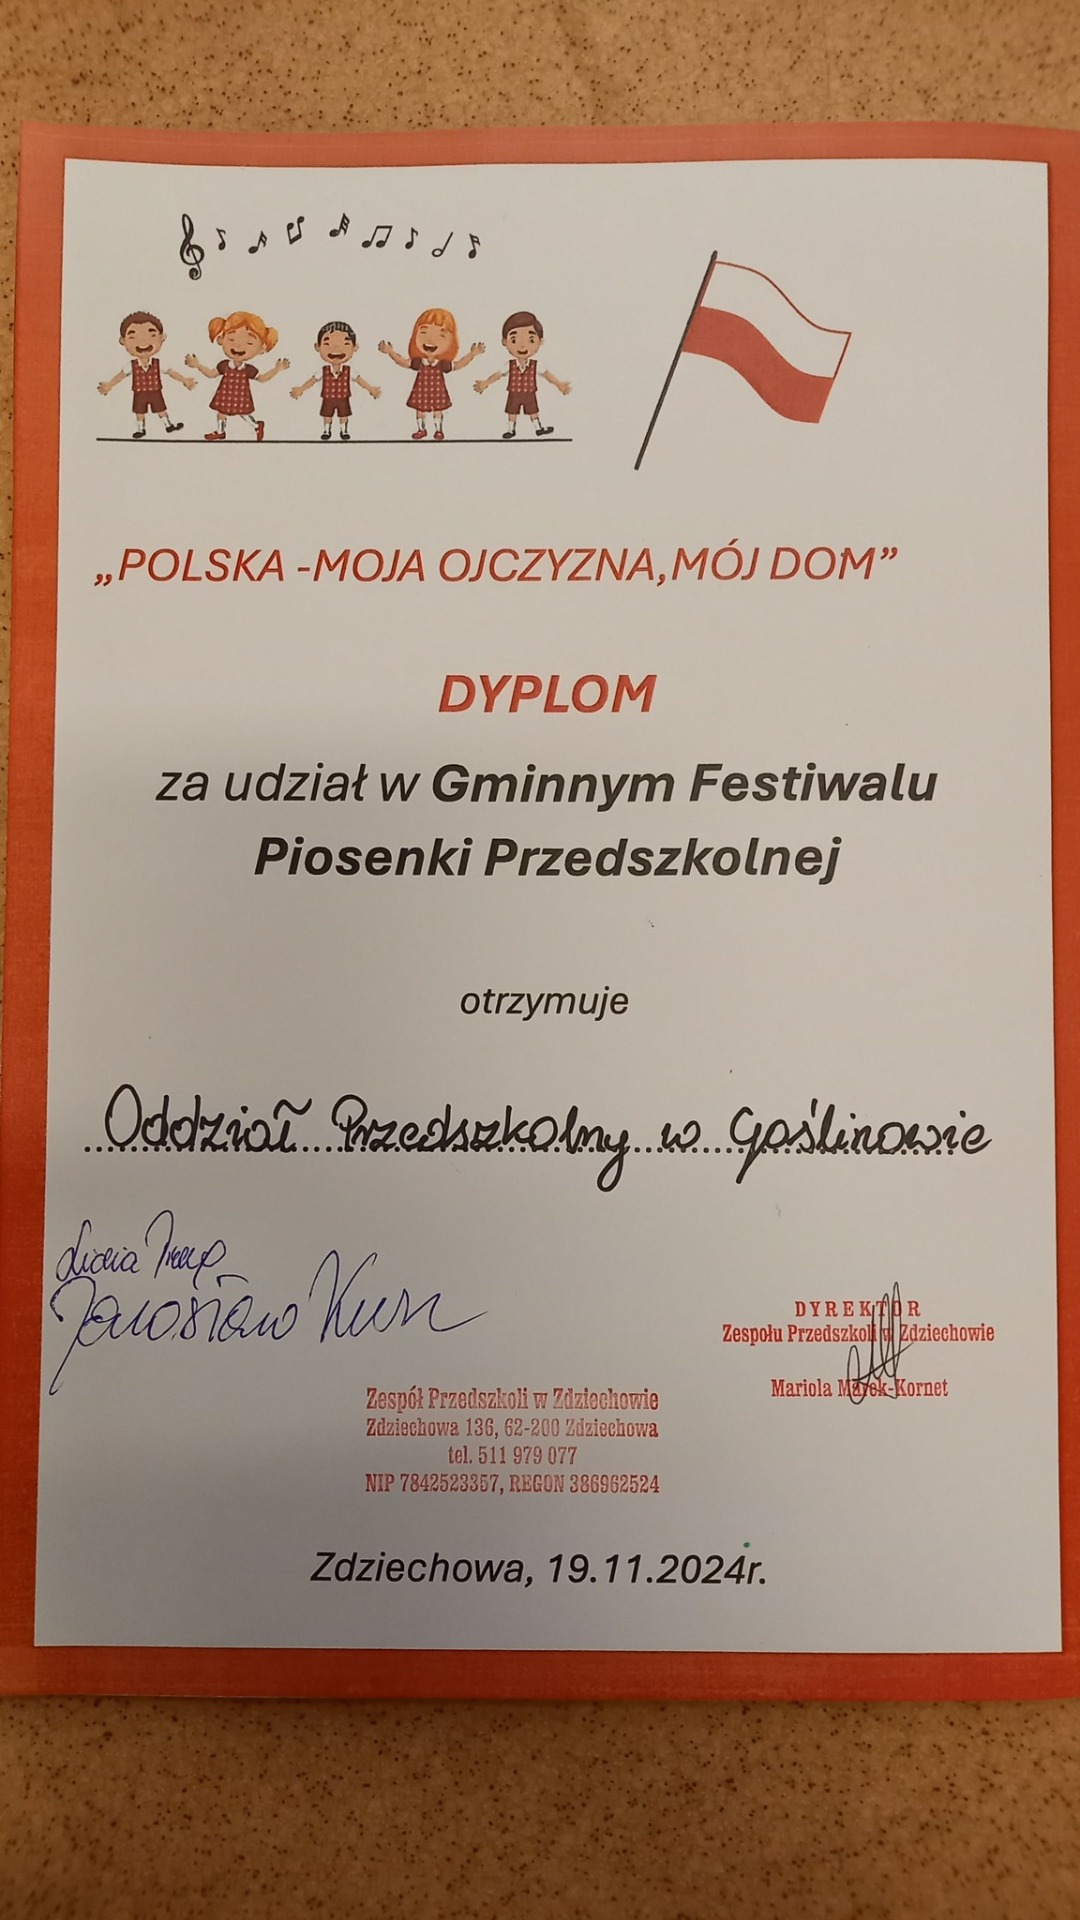 „POLSKA -MOJA OJCZYZNA,MÓJ DOM”
DYPLOM
za udział w Gminnym Festiwalu
Piosenki Przedszkolnej
otrzymuje
Oddział Przedszkolny w Goślinowie
Lidia
Jarosław
DYREKTOR
Zespołu Przedszkoli w Zdziechowie
Mariola Marek-Kornet
Zespół Przedszkoli w Zdziechowie
Zdziechowa 136, 62-200 Zdziechowa
tel. 511 979 077
NIP 7842523357, REGON 386962524
Zdziechowa, 19.11.2024r.